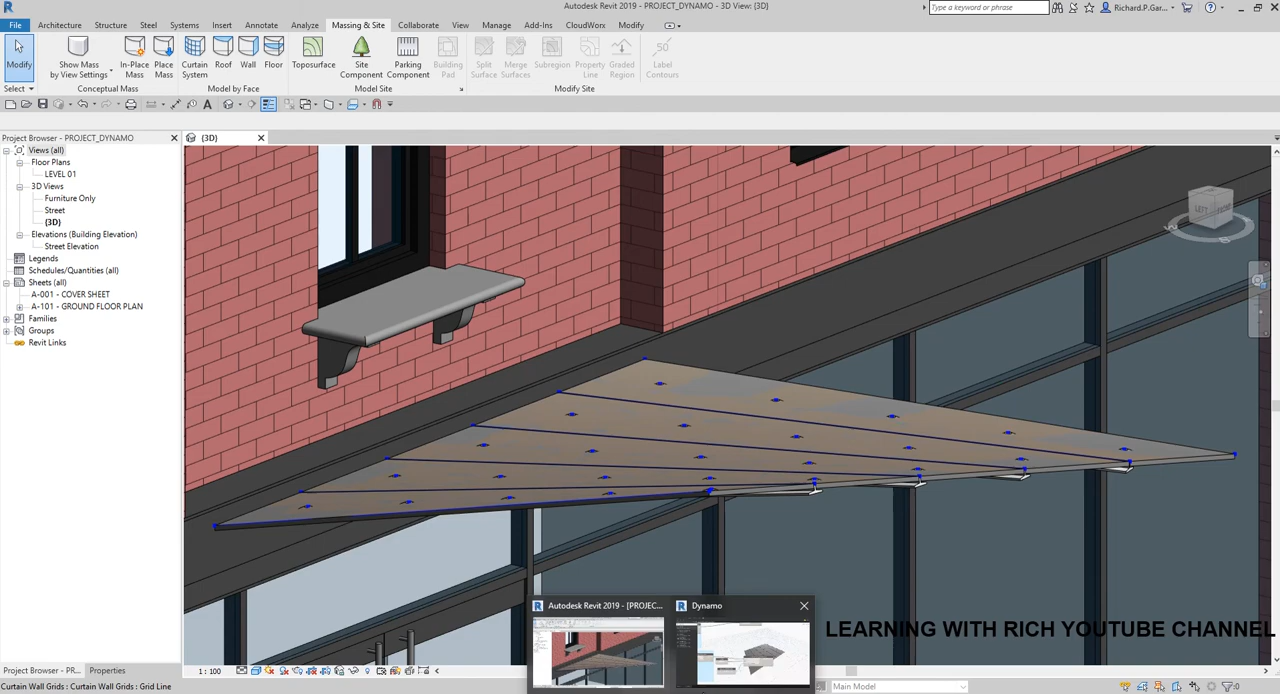 Autodesk Revit 2019 - PROJECT_DYNAMO - 3D View: {3D}
Type a keyword or phrase
Richard.P.Gar...
File Architecture Structure Steel Systems Insert Annotate Analyze Massing & Site Collaborate View Manage Add-Ins CloudWorx Modify
Modify
Show Mass
by View Settings
In-Place
Mass
Place
Mass
Curtain
System
Roof
Wall
Floor
Toposurface
Site
Component
Parking
Component
Building
Pad
Split
Surface
Merge
Surfaces
Subregion
Property
Line
Graded
Region
50
Label
Contours
Select
Conceptual Mass
Model by Face
Model Site
Modify Site
Project Browser - PROJECT_DYNAMO
{3D}
Views (all)
Floor Plans
LEVEL 01
3D Views
Furniture Only
Street
{3D}
Elevations (Building Elevation)
Street Elevation
Legends
Schedules/Quantities (all)
Sheets (all)
A-001 - COVER SHEET
A-101 - GROUND FLOOR PLAN
Families
Groups
Revit Links
LEFT
Autodesk Revit 2019 - [PROJEC...
Dynamo
LEARNING WITH RICH YOUTUBE CHANNEL
Project Browser - PR...
Properties
1 : 100
Curtain Wall Grids : Curtain Wall Grids : Grid Line
Main Model
:0